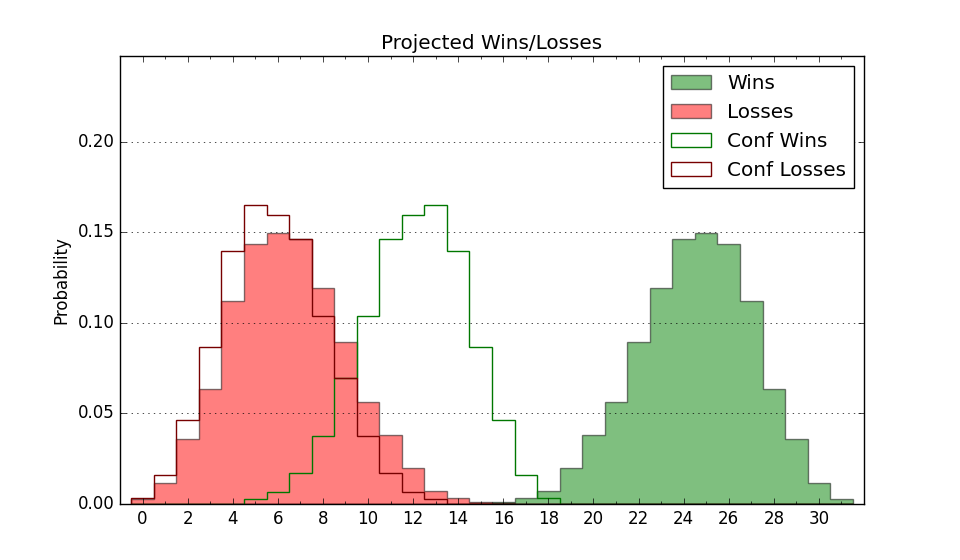 Projected Wins/Losses
Wins
Losses
Conf Wins
Conf Losses
Probability
0.20
0.15
0.10
0.05
0.00
0 2 4 6 8 10 12 14 16 18 20 22 24 26 28 30